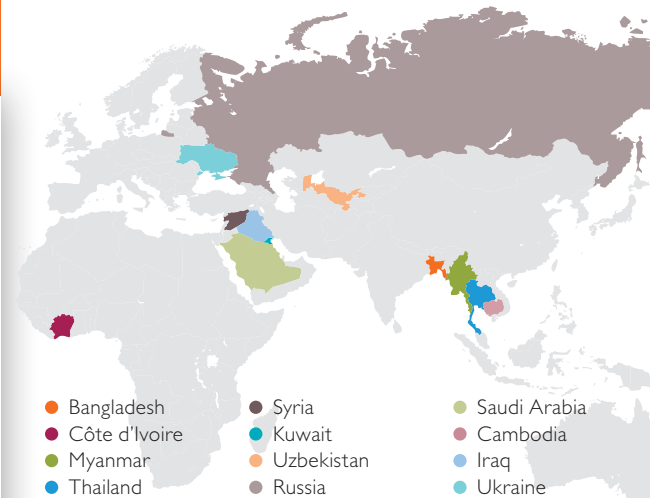 Bangladesh
Côte d'Ivoire
Myanmar
Thailand
Syria
Kuwait
Uzbekistan
Russia
Saudi Arabia
Cambodia
Iraq
Ukraine